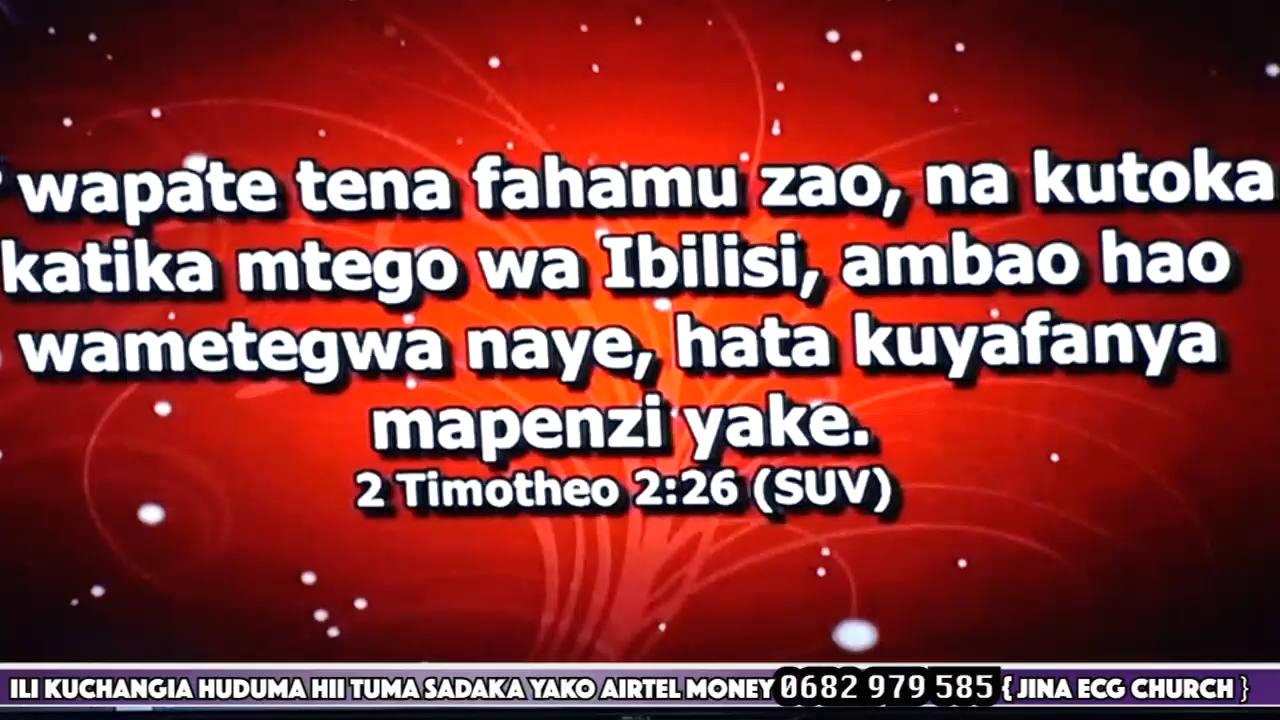 wapate tena fahamu zao, na kutoka
katika mtego wa Ibilisi, ambao hao
wametegwa naye, hata kuyafanya
mapenzi yake.
2 Timotheo 2:26 (SUV)
ILI KUCHANGIA HUDUMA HII TUMA SADAKA YAKO AIRTEL MONEY 0682 979 585 { JINA ECG CHURCH }